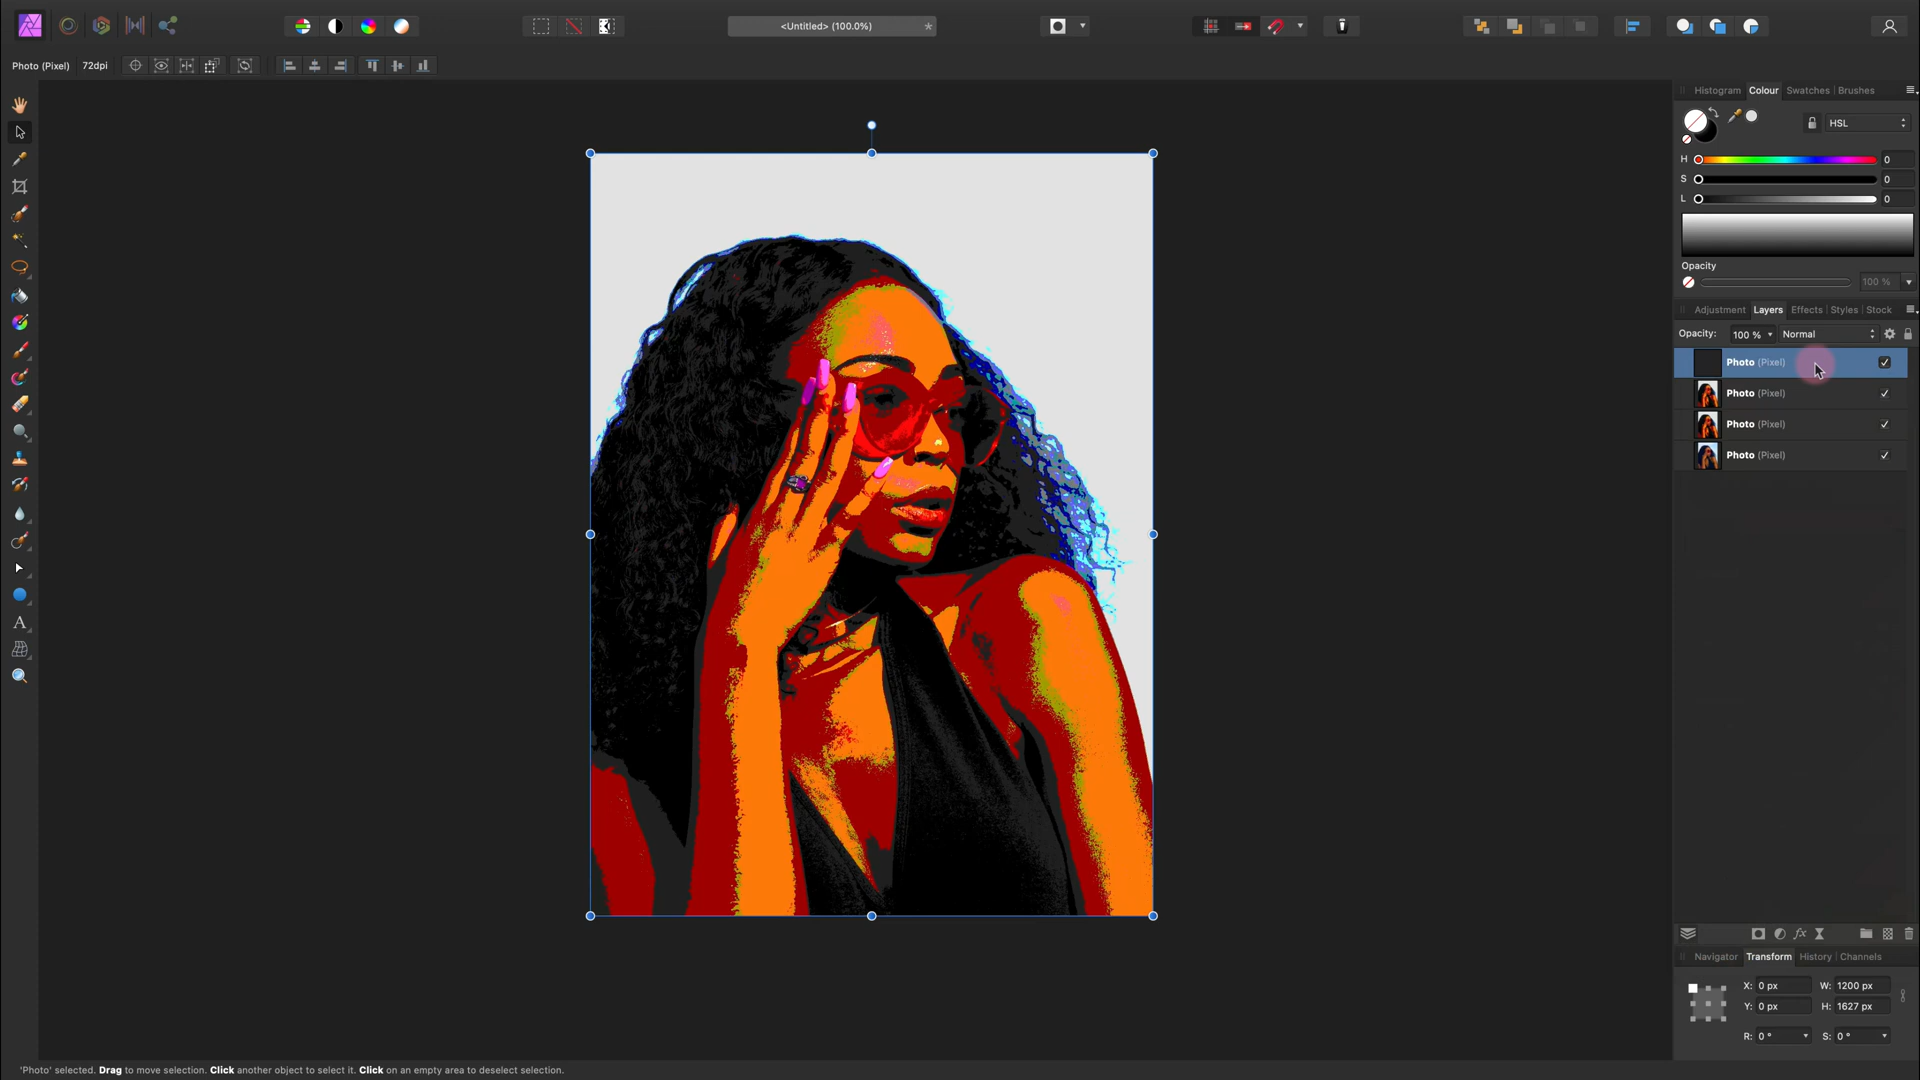 <Untitled> (100.0%)
Photo (Pixel) 72dpi
Histogram Colour Swatches Brushes
HSL
H 0
S 0
L 0
Opacity
100 %
Adjustment Layers Effects Styles Stock
Opacity: 100 % Normal
Photo (Pixel)
Photo (Pixel)
Photo (Pixel)
Photo (Pixel)
fx
Navigator Transform History Channels
X: 0 px W: 1200 px
Y: 0 px H: 1627 px
R: 0 ° S: 0 °
A
'Photo' selected. Drag to move selection. Click another object to select it. Click on an empty area to deselect selection.